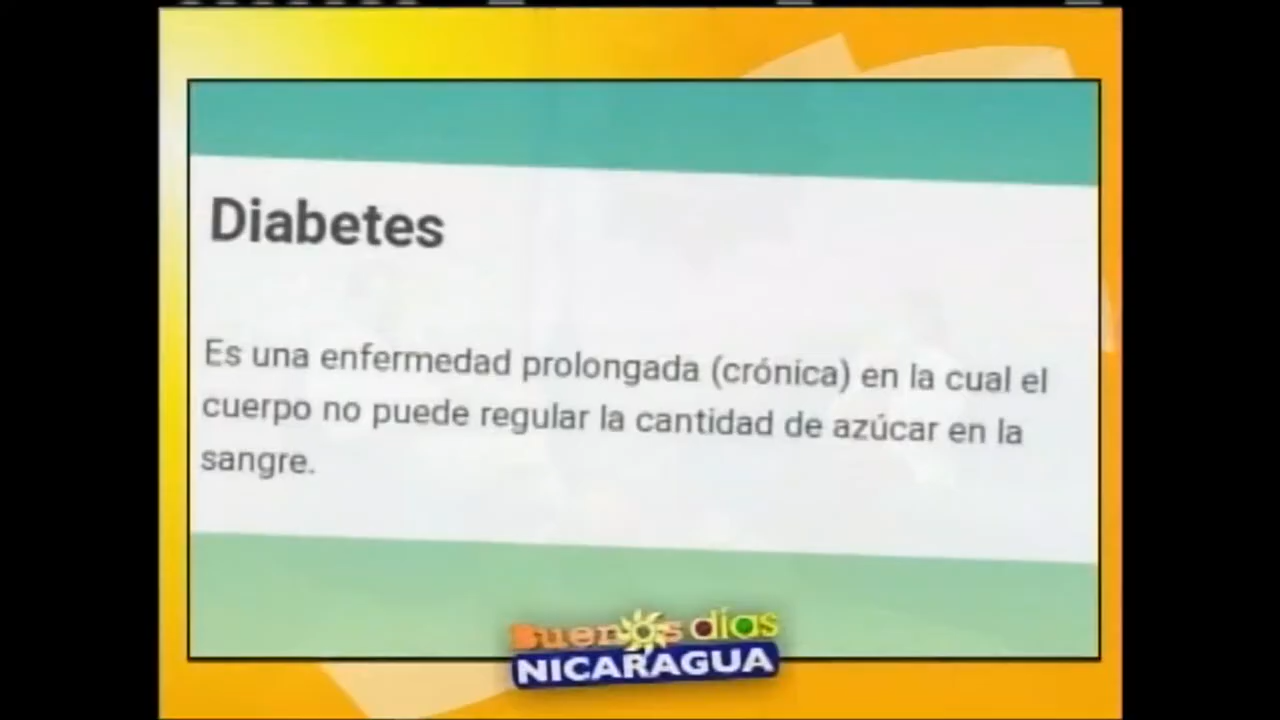 Diabetes
Es una enfermedad prolongada (crónica) en la cual el
cuerpo no puede regular la cantidad de azúcar en la
sangre.
Buenos días
NICARAGUA